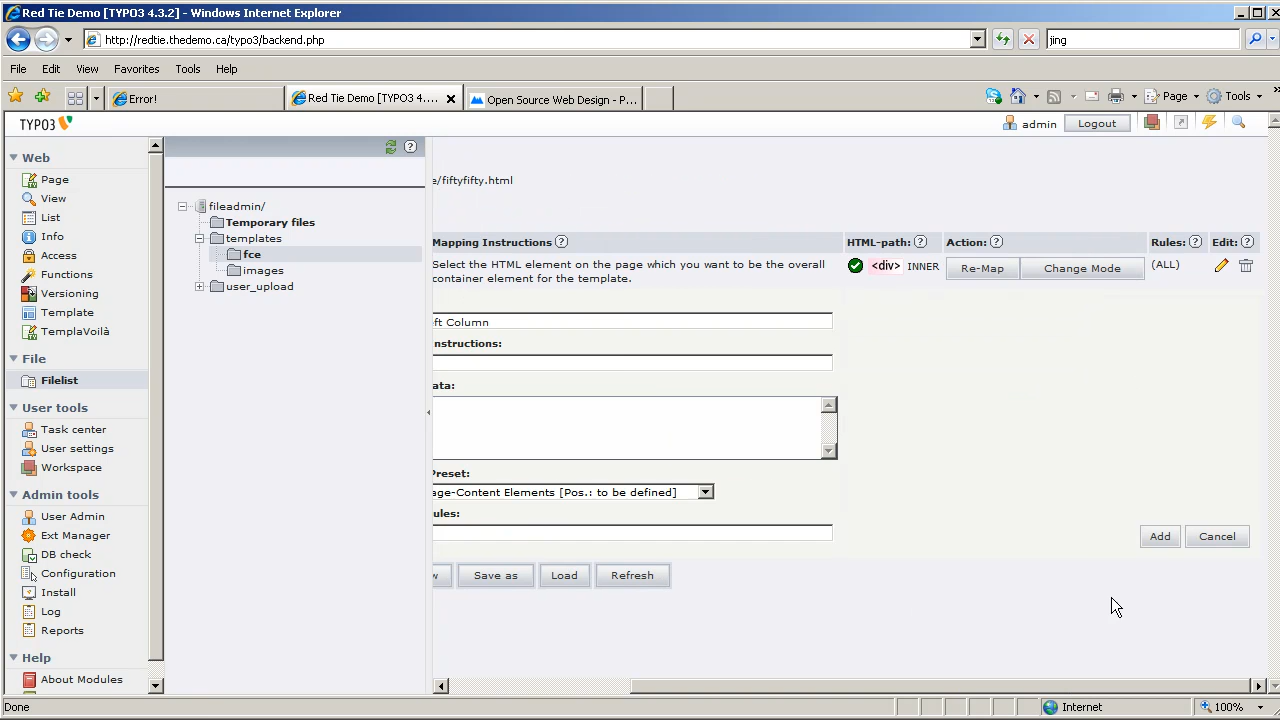 Red Tie Demo [TYPO3 4.3.2] - Windows Internet Explorer
http://redtie.thedemo.ca/typo3/backend.php
jing
File Edit View Favorites Tools Help
Error!
Red Tie Demo [TYPO3 4....
Open Source Web Design - P...
Page
Tools
TYPO3
admin
Logout
Web
Page
View
List
Info
Access
Functions
Versioning
Template
TemplaVoilà
File
Filelist
User tools
Task center
User settings
Workspace
Admin tools
User Admin
Ext Manager
DB check
Configuration
Install
Log
Reports
Help
About Modules
fileadmin/
Temporary files
templates
fce
images
user_upload
e/fiftyfifty.html
Mapping Instructions HTML-path: Action: Rules: Edit:
Select the HTML element on the page which you want to be the overall
container element for the template.
<div> INNER
Re-Map
Change Mode
(ALL)
ft Column
nstructions:
ata:
Preset:
age-Content Elements [Pos.: to be defined]
ules:
Add
Cancel
w
Save as
Load
Refresh
Done
Internet
100%